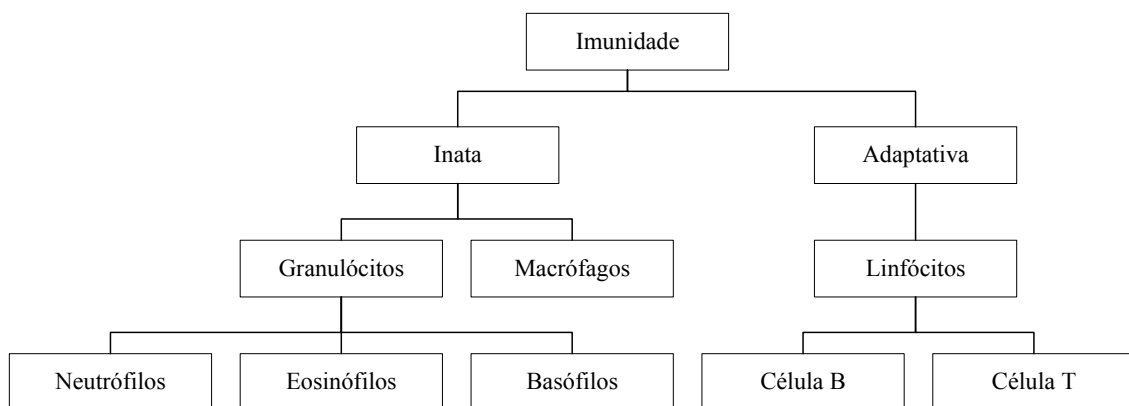 Imunidade
Inata
Adaptativa
Granulócitos
Macrófagos
Linfócitos
Neutrófilos
Eosinófilos
Basófilos
Célula B
Célula T